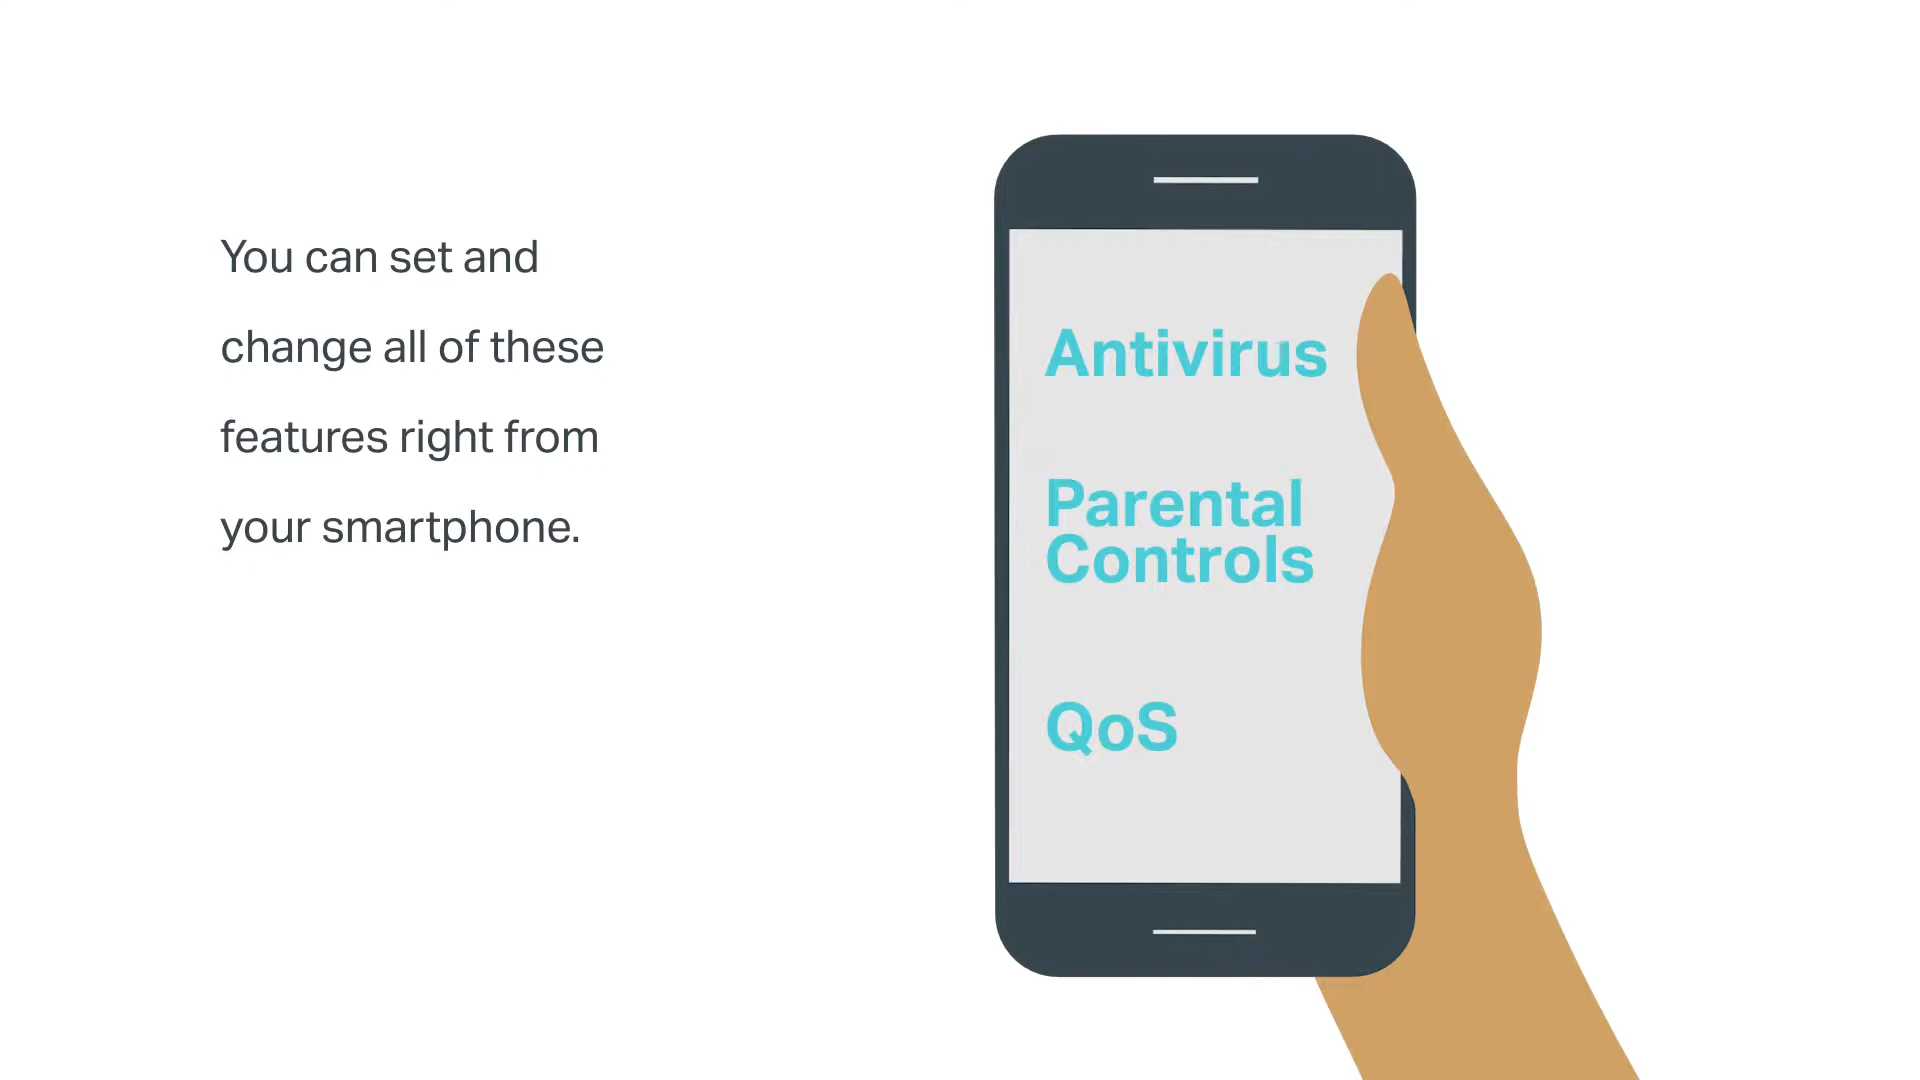 You can set and
change all of these
features right from
your smartphone.
Antivirus
Parental
Controls
QoS